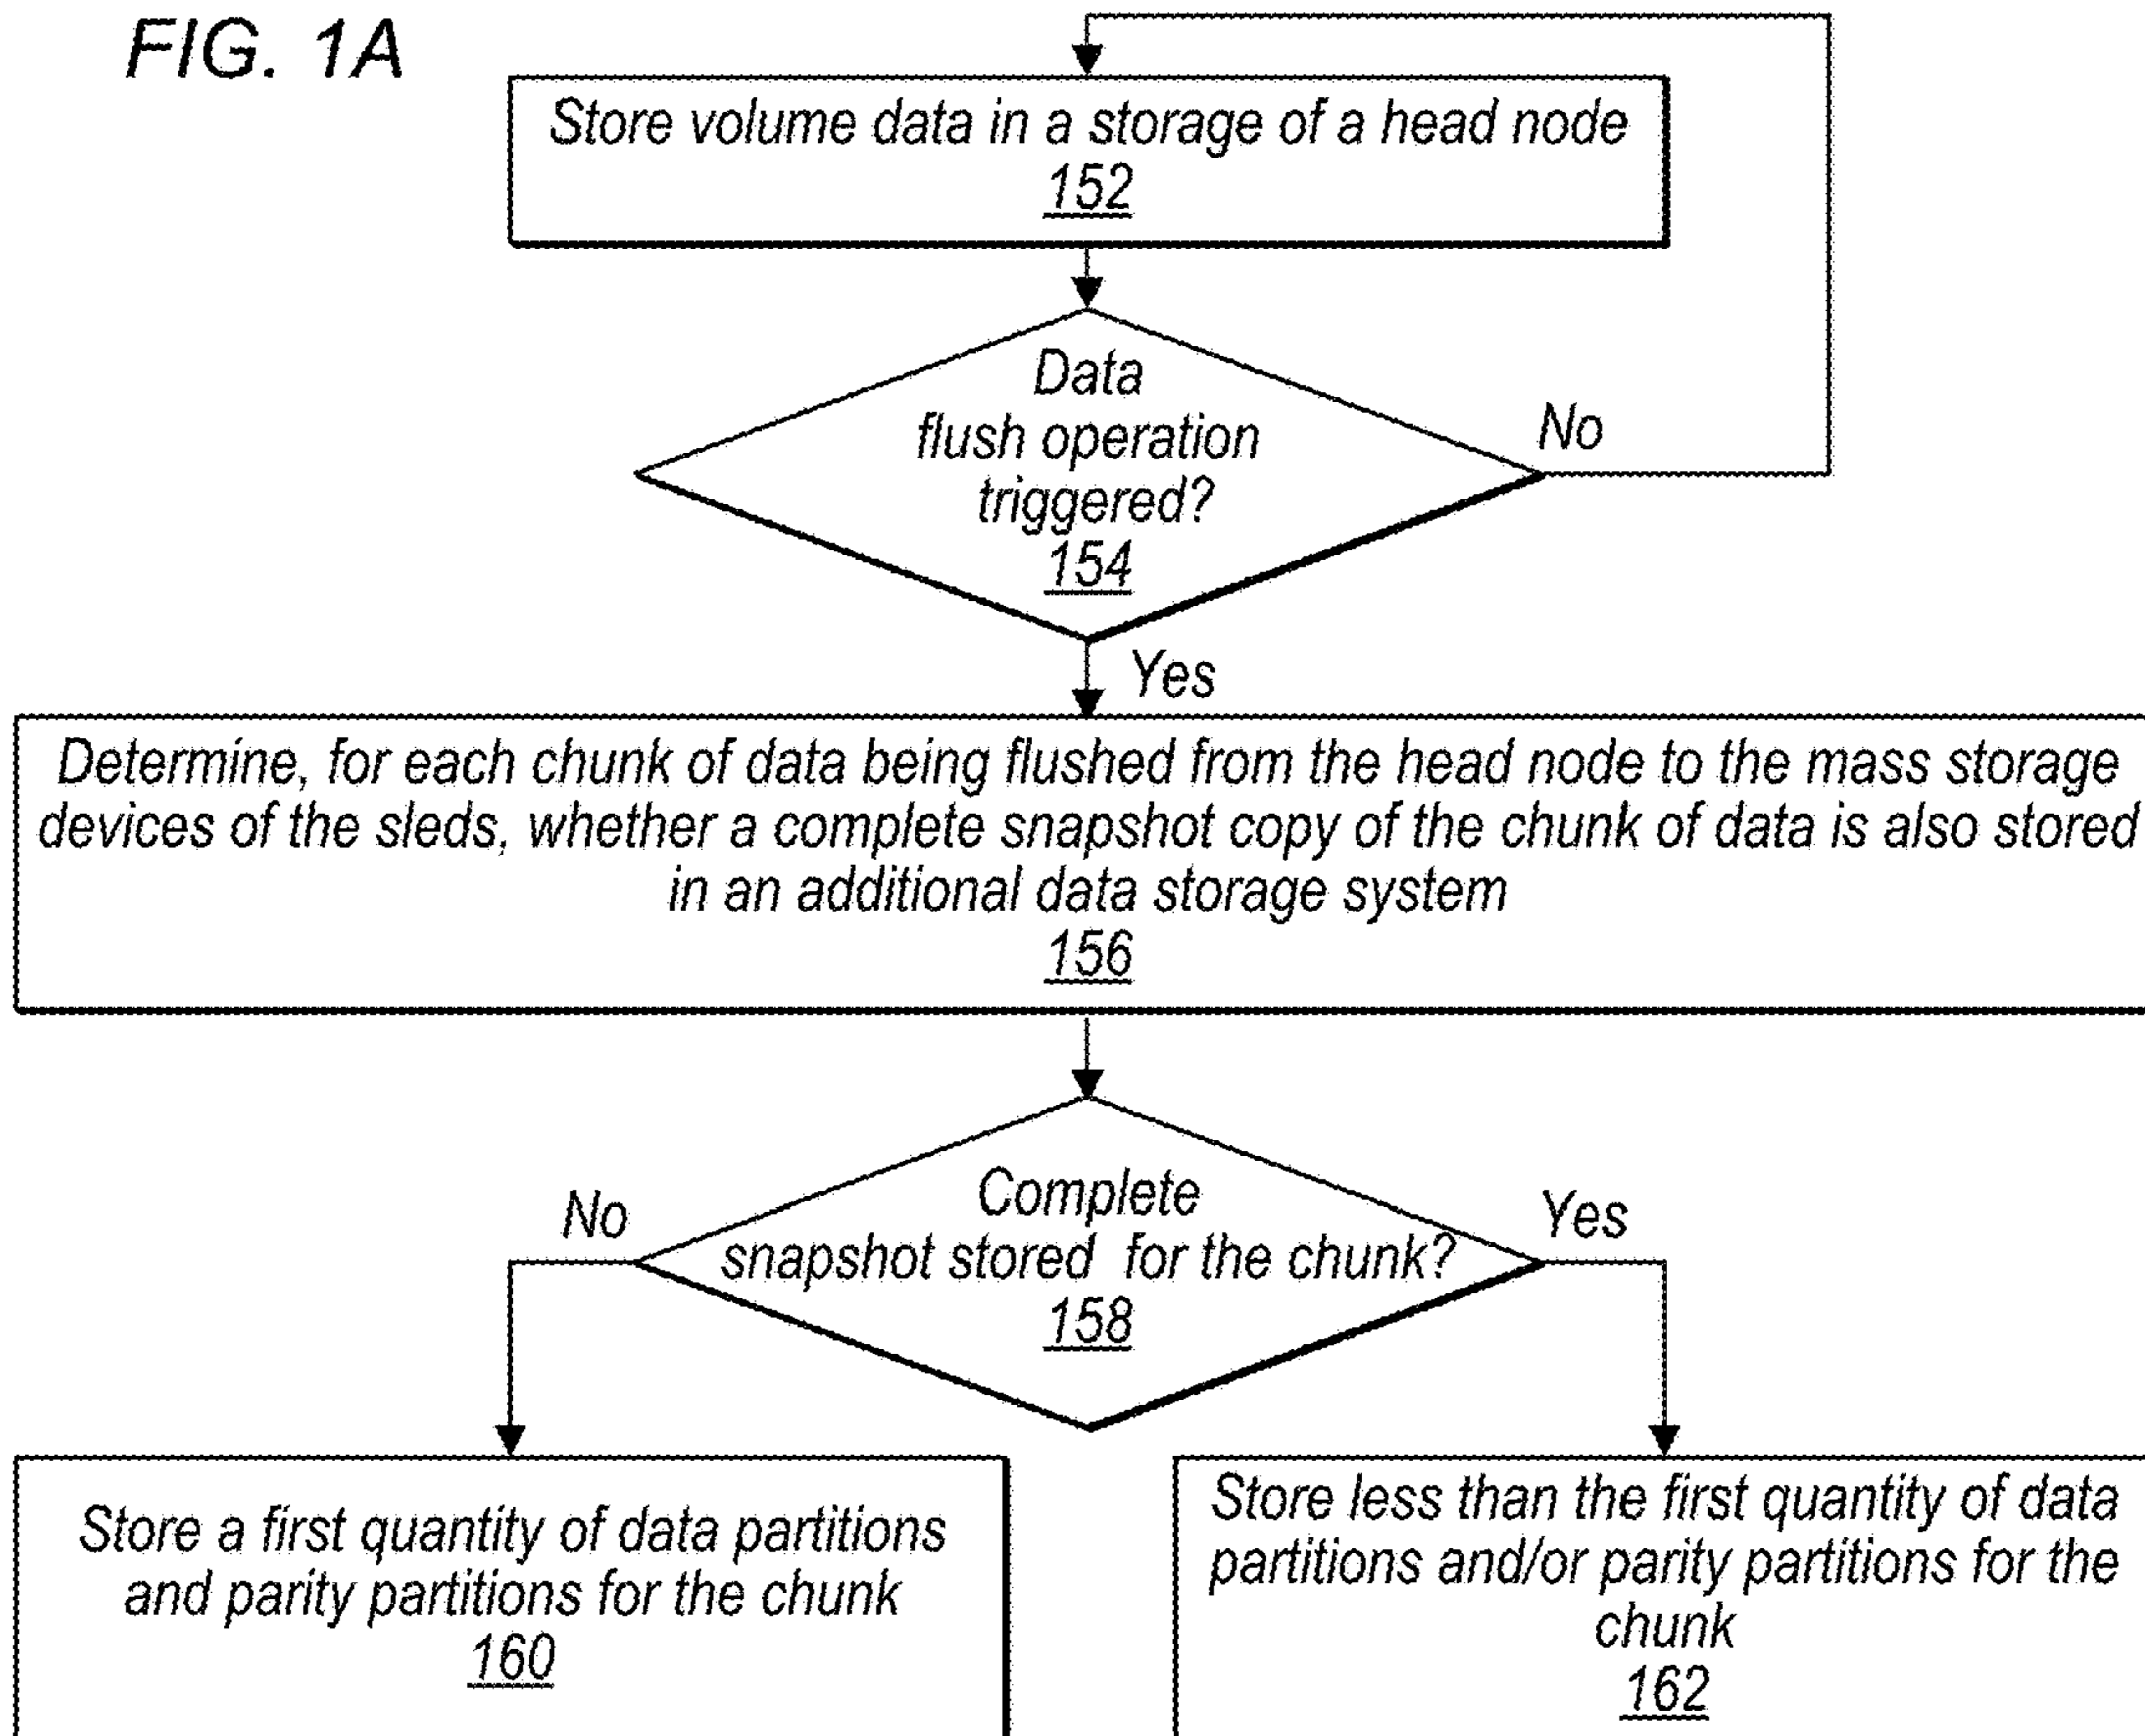 FIG. 1A
Store volume data in a storage of a head node
152
Data
flush operation
triggered?
154
No
Yes
Determine, for each chunk of data being flushed from the head node to the mass storage
devices of the sleds, whether a complete snapshot copy of the chunk of data is also stored
in an additional data storage system
156
Complete
snapshot stored for the chunk?
158
No
Yes
Store a first quantity of data partitions
and parity partitions for the chunk
160
Store less than the first quantity of data
partitions and/or parity partitions for the
chunk
162